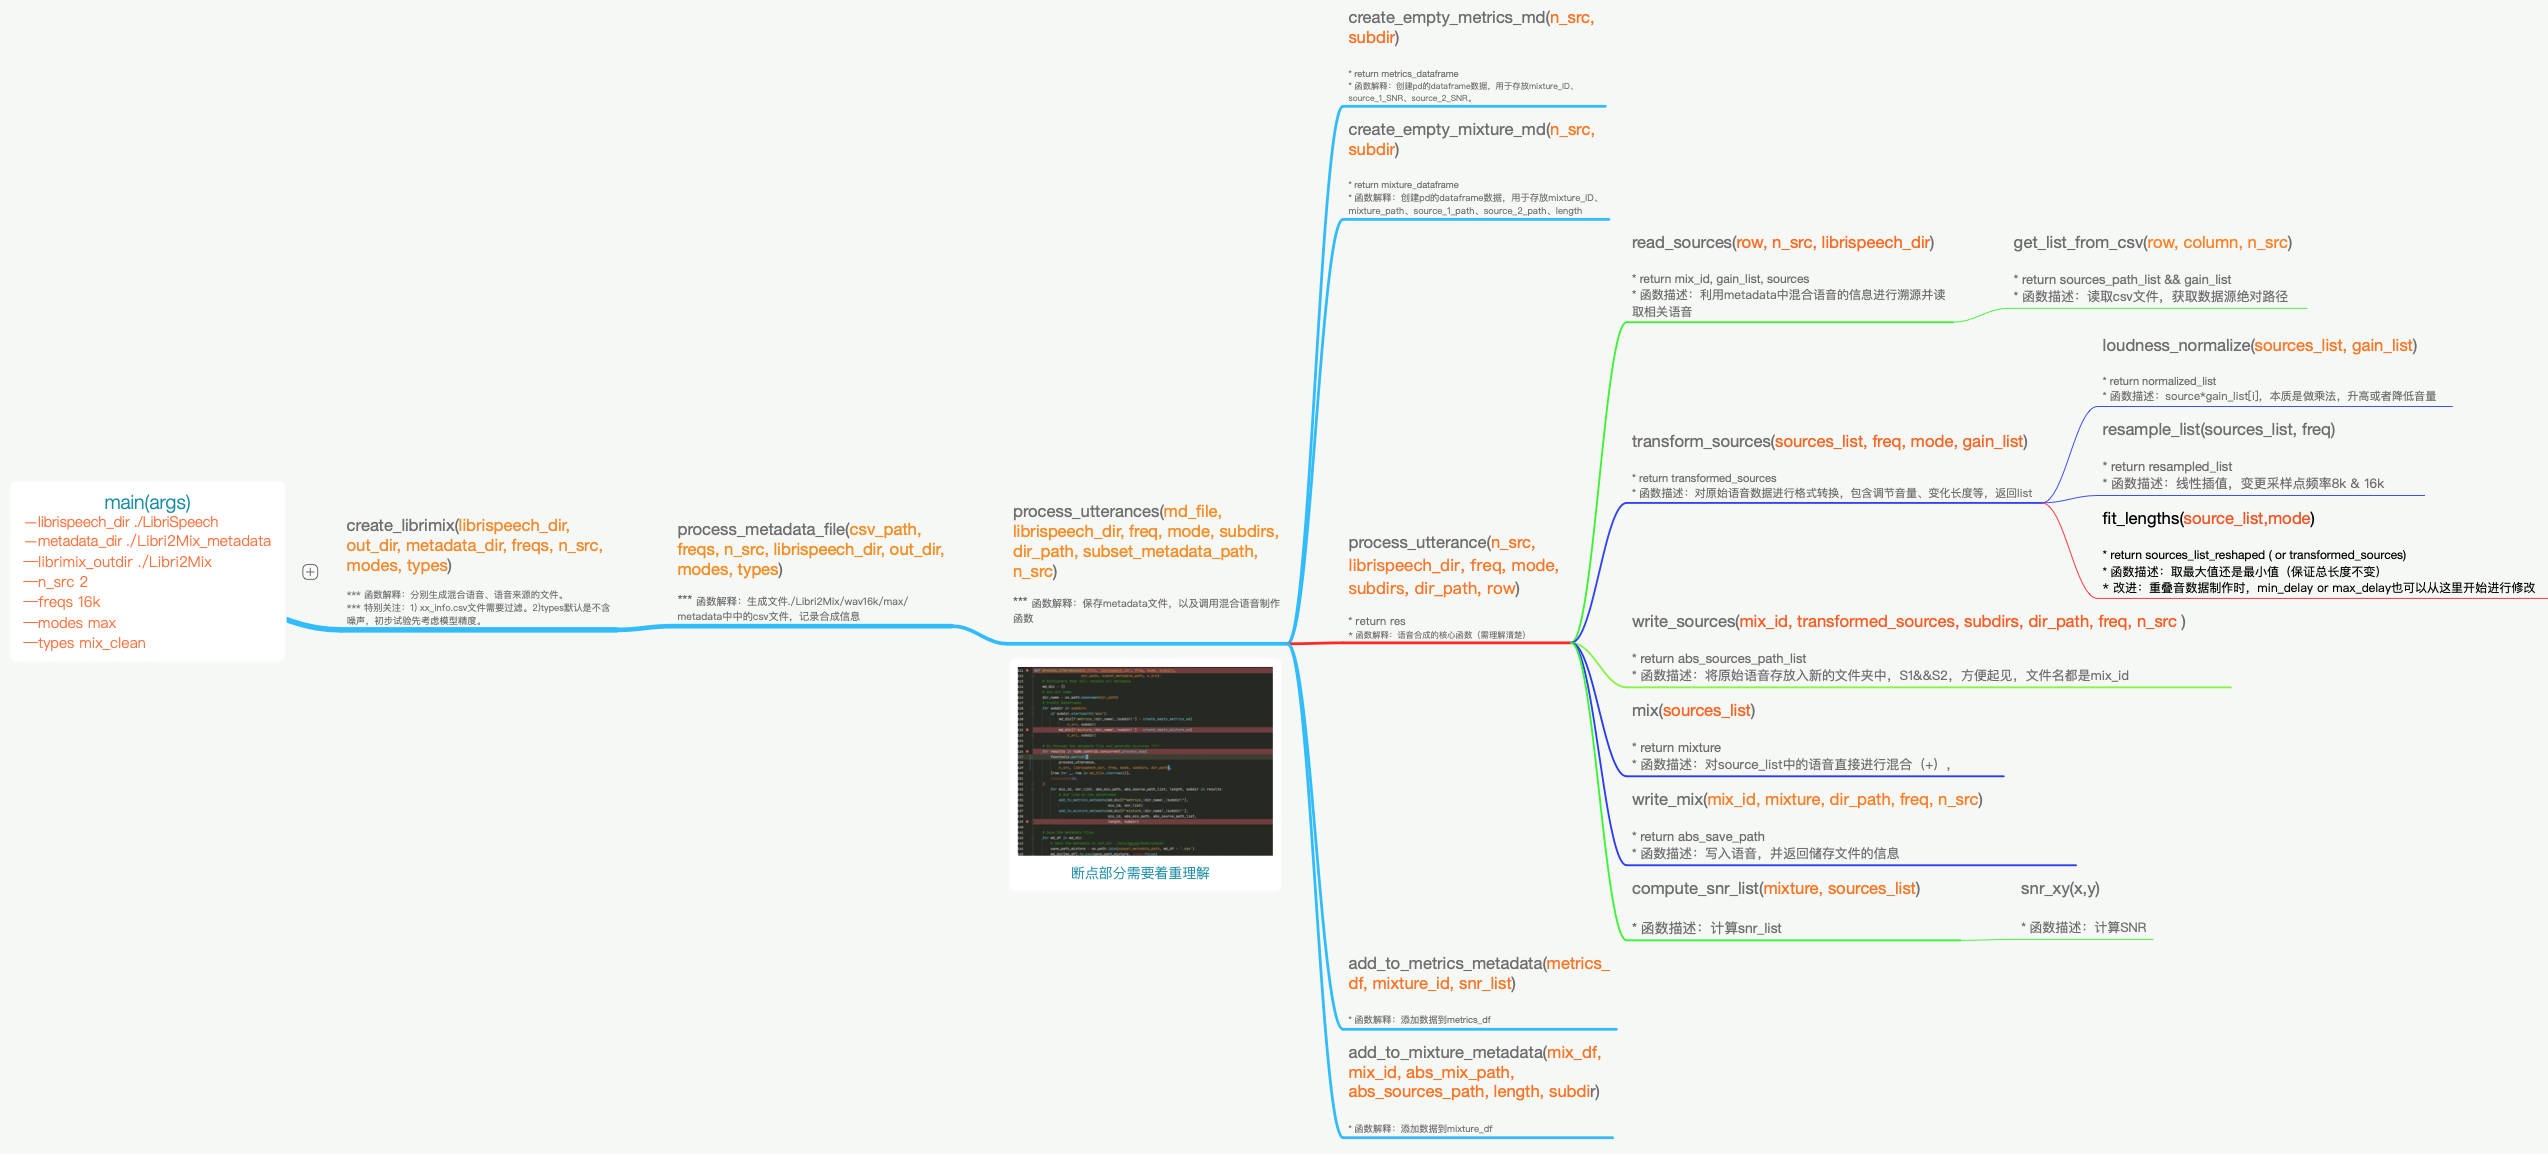 main(args)
—librispeech_dir ./LibriSpeech
—metadata_dir ./Libri2Mix_metadata
—librimix_outdir ./Libri2Mix
—n_src 2
—freqs 16k
—modes max
—types mix_clean
create_librimix(librispeech_dir,
out_dir, metadata_dir, freqs, n_src,
modes, types)
*** 函数解释：分别生成混合语音、语音来源的文件。
*** 特别关注：1) xx_info.csv文件需要过滤。2)types默认是不含
噪声，初步试验先考虑模型精度。
process_metadata_file(csv_path,
freqs, n_src, librispeech_dir, out_dir,
modes, types)
*** 函数解释：生成文件./Libri2Mix/wav16k/max/
metadata中中的csv文件，记录合成信息
process_utterances(md_file,
librispeech_dir, freq, mode, subdirs,
dir_path, subset_metadata_path,
n_src)
*** 函数解释：保存metadata文件，以及调用混合语音制作
函数
断点部分需要着重理解
create_empty_metrics_md(n_src,
subdir)
* return metrics_dataframe
* 函数解释：创建pd的dataframe数据，用于存放mixture_ID、
source_1_SNR、source_2_SNR。
create_empty_mixture_md(n_src,
subdir)
* return mixture_dataframe
* 函数解释：创建pd的dataframe数据，用于存放mixture_ID、
mixture_path、source_1_path、source_2_path、length
process_utterance(n_src,
librispeech_dir, freq, mode,
subdirs, dir_path, row)
* return res
* 函数解释：语音合成的核心函数（需理解清楚）
read_sources(row, n_src, librispeech_dir)
* return mix_id, gain_list, sources
* 函数描述：利用metadata中混合语音的信息进行溯源并读
取相关语音
get_list_from_csv(row, column, n_src)
* return sources_path_list && gain_list
* 函数描述：读取csv文件，获取数据源绝对路径
transform_sources(sources_list, freq, mode, gain_list)
* return transformed_sources
* 函数描述：对原始语音数据进行格式转换，包含调节音量、变化长度等，返回list
loudness_normalize(sources_list, gain_list)
* return normalized_list
* 函数描述：source*gain_list[i]，本质是做乘法，升高或者降低音量
resample_list(sources_list, freq)
* return resampled_list
* 函数描述：线性插值，变更采样点频率8k & 16k
fit_lengths(source_list,mode)
* return sources_list_reshaped ( or transformed_sources)
* 函数描述：取最大值还是最小值（保证总长度不变）
* 改进：重叠音数据制作时，min_delay or max_delay也可以从这里开始进行修改
write_sources(mix_id, transformed_sources, subdirs, dir_path, freq, n_src )
* return abs_sources_path_list
* 函数描述：将原始语音存放入新的文件夹中，S1&&S2，方便起见，文件名都是mix_id
mix(sources_list)
* return mixture
* 函数描述：对source_list中的语音直接进行混合（+），
write_mix(mix_id, mixture, dir_path, freq, n_src)
* return abs_save_path
* 函数描述：写入语音，并返回储存文件的信息
compute_snr_list(mixture, sources_list)
* 函数描述：计算snr_list
snr_xy(x,y)
* 函数描述：计算SNR
add_to_metrics_metadata(metrics_
df, mixture_id, snr_list)
* 函数解释：添加数据到metrics_df
add_to_mixture_metadata(mix_df,
mix_id, abs_mix_path,
abs_sources_path, length, subdir)
* 函数解释：添加数据到mixture_df